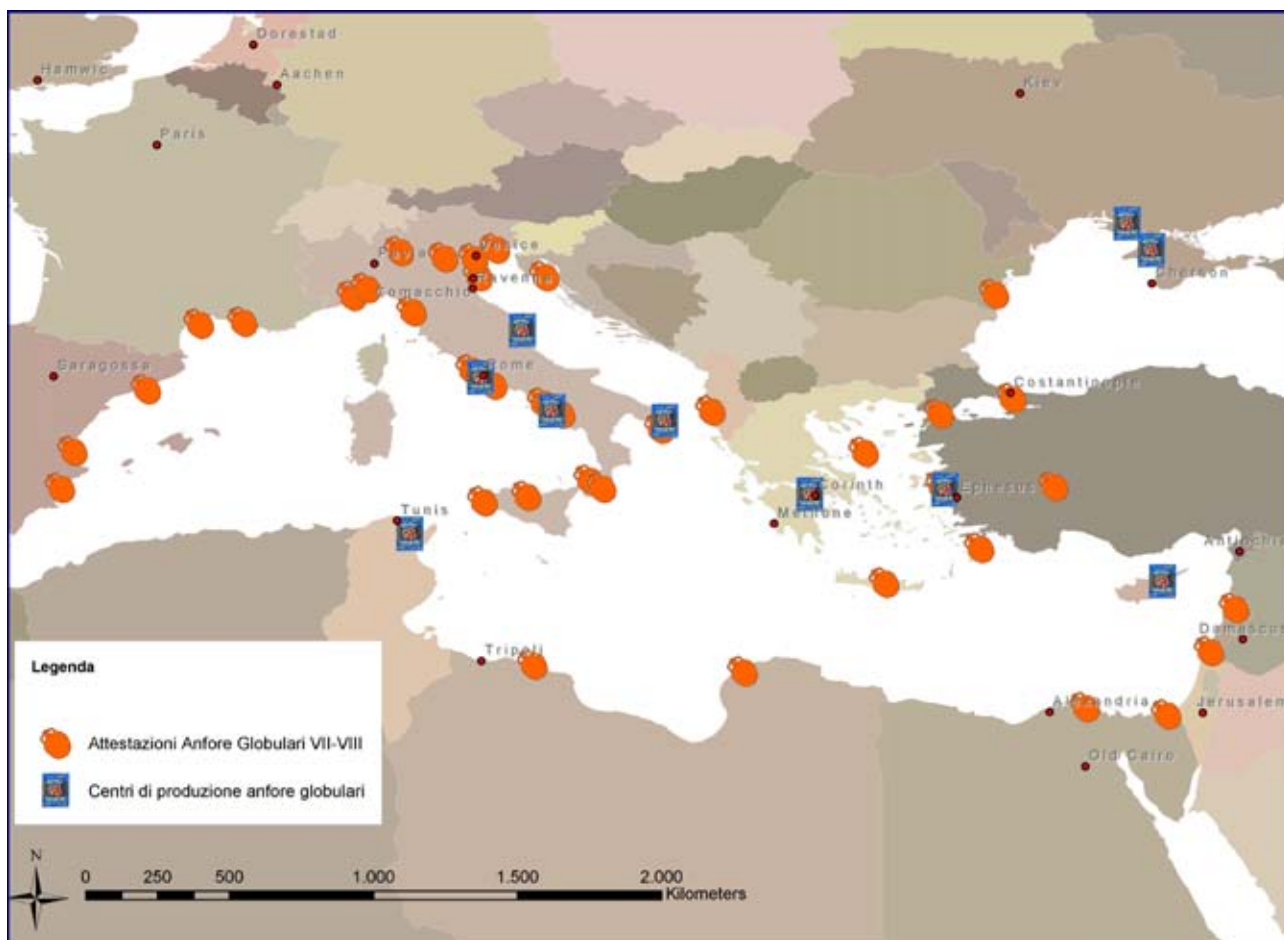 Dorestad
Hamwic
Aachen
Kiev
Paris
Venice
Ravenna
Comacchio
Cherson
Saragossa
Rome
Costantinople
Corinth
Ephesus
Methone
Tunis
Antiochia
Damascus
Tripoli
Alexandria
Jerusalem
Old Cairo
Legenda
Attestazioni Anfore Globulari VII-VIII
Centri di produzione anfore globulari
N
0 250 500 1.000 1.500 2.000
Kilometers